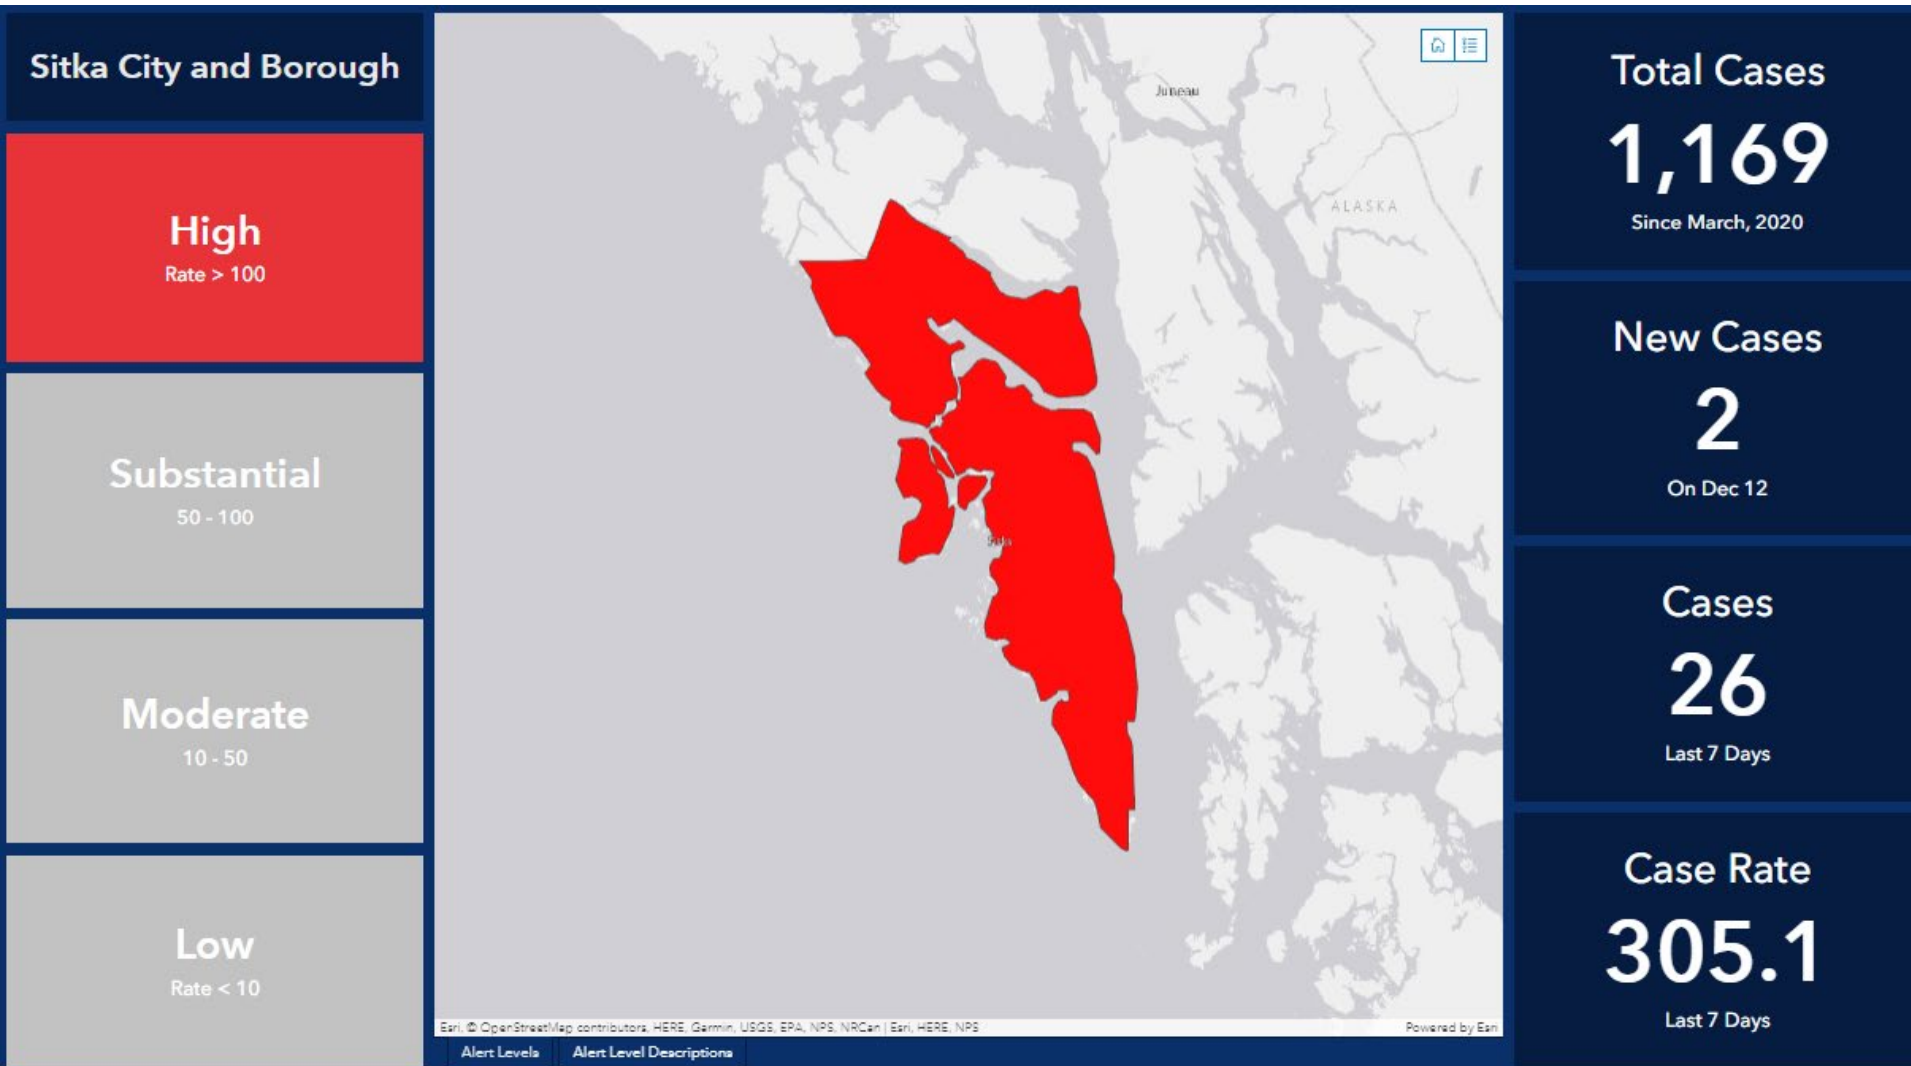 Sitka City and Borough
High
Rate > 100
Substantial
50 - 100
Moderate
10 - 50
Low
Rate < 10
Juneau
ALASKA
Sitka
Esri, © OpenStreetMap contributors, HERE, Garmin, USGS, EPA, NPS, NRCan | Esri, HERE, NPS
Powered by Esri
Alert Levels
Alert Level Descriptions
Total Cases
1,169
Since March, 2020
New Cases
2
On Dec 12
Cases
26
Last 7 Days
Case Rate
305.1
Last 7 Days